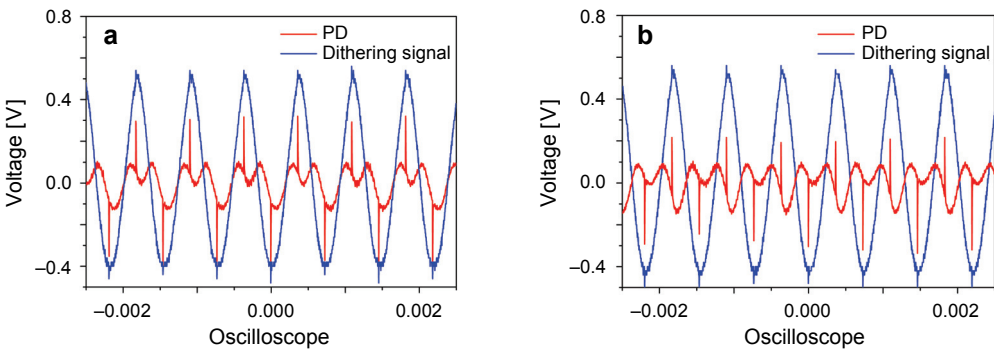 a
PD
Dithering signal
0.8
0.4
0.0
–0.4
Voltage [V]
–0.002
0.000
0.002
Oscilloscope
b
PD
Dithering signal
0.8
0.4
0.0
–0.4
Voltage [V]
–0.002
0.000
0.002
Oscilloscope